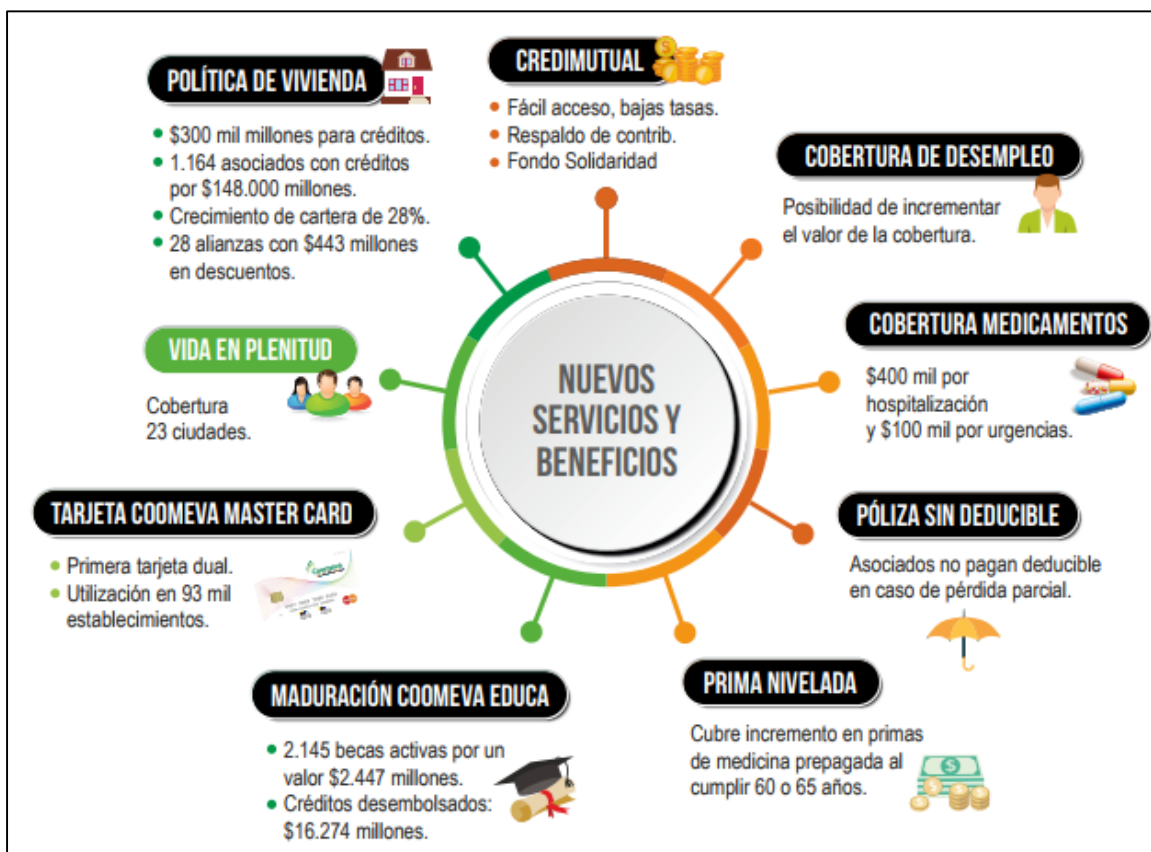 POLÍTICA DE VIVIENDA
• $300 mil millones para créditos.
• 1.164 asociados con créditos
por $148.000 millones.
• Crecimiento de cartera de 28%.
• 28 alianzas con $443 millones
en descuentos.
CREDIMUTUAL
• Fácil acceso, bajas tasas.
• Respaldo de contrib.
• Fondo Solidaridad
COBERTURA DE DESEMPLEO
Posibilidad de incrementar
el valor de la cobertura.
COBERTURA MEDICAMENTOS
$400 mil por
hospitalización
y $100 mil por urgencias.
PÓLIZA SIN DEDUCIBLE
Asociados no pagan deducible
en caso de pérdida parcial.
PRIMA NIVELADA
Cubre incremento en primas
de medicina prepagada al
cumplir 60 o 65 años.
MADURACIÓN COOMEVA EDUCA
• 2.145 becas activas por un
valor $2.447 millones.
• Créditos desembolsados:
$16.274 millones.
TARJETA COOMEVA MASTER CARD
• Primera tarjeta dual.
• Utilización en 93 mil
establecimientos.
VIDA EN PLENITUD
Cobertura
23 ciudades.
NUEVOS
SERVICIOS Y
BENEFICIOS